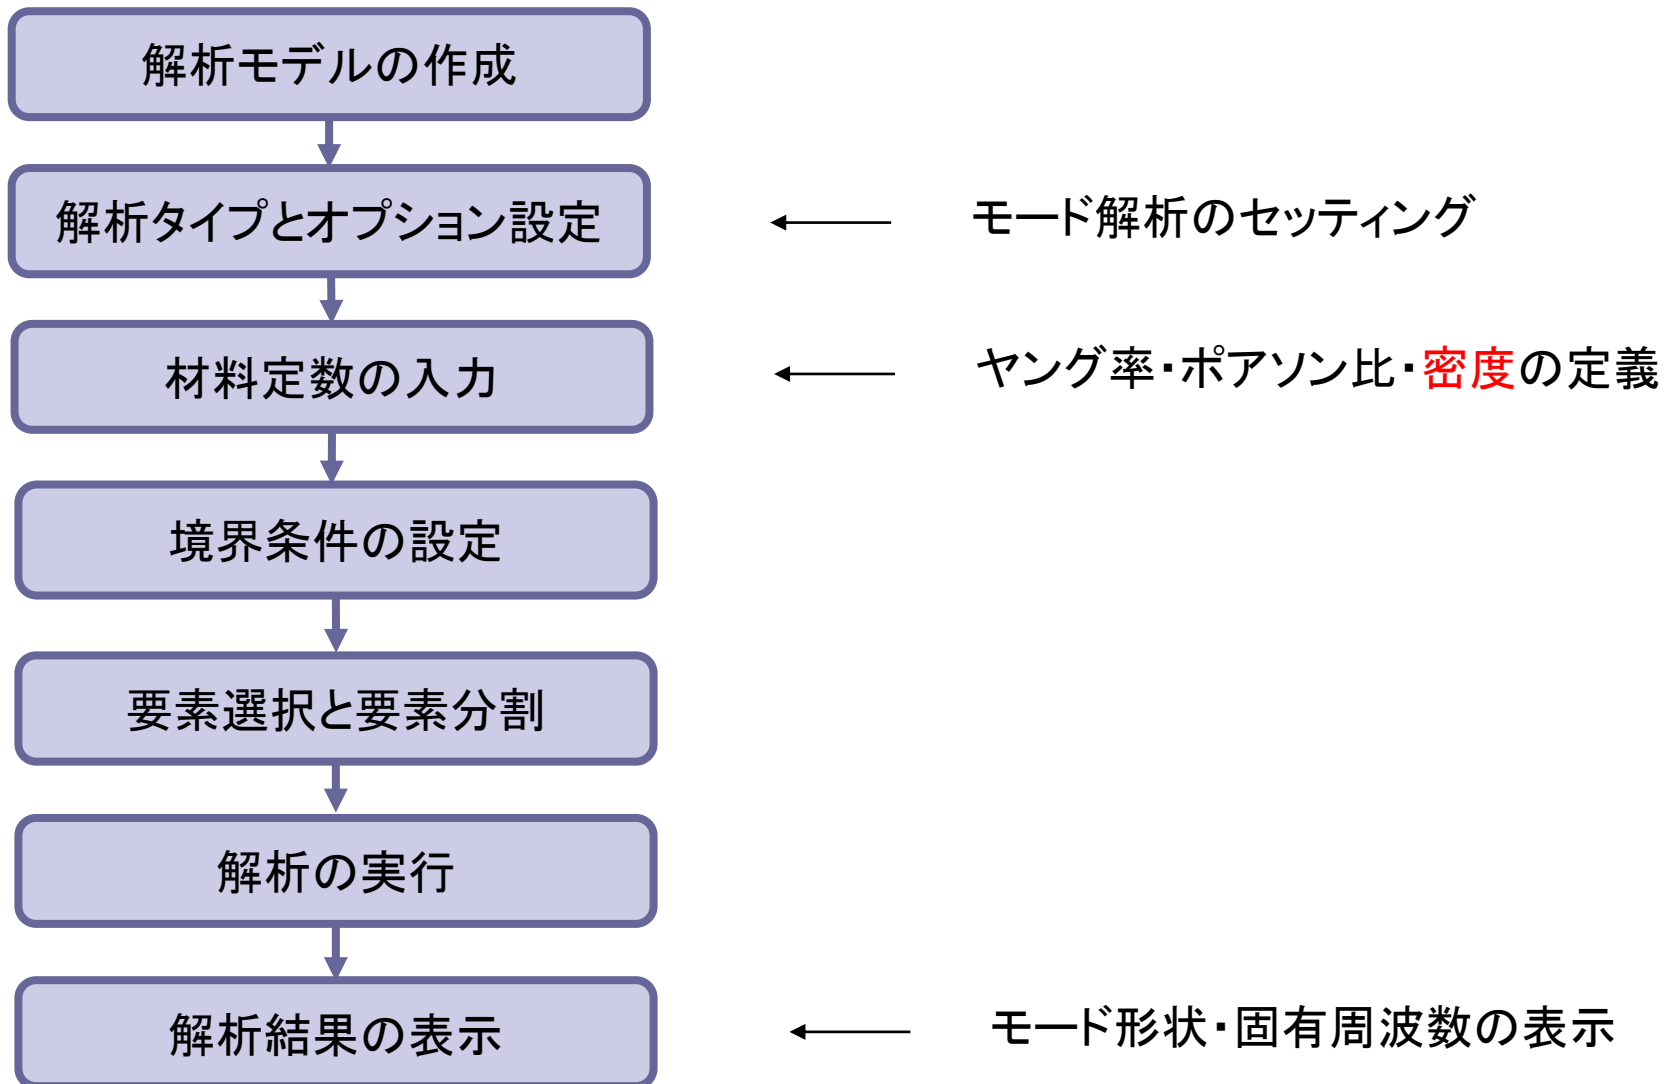 解析モデルの作成
解析タイプとオプション設定
モード解析のセッティング
材料定数の入力
ヤング率・ポアソン比・密度の定義
境界条件の設定
要素選択と要素分割
解析の実行
解析結果の表示
モード形状・固有周波数の表示